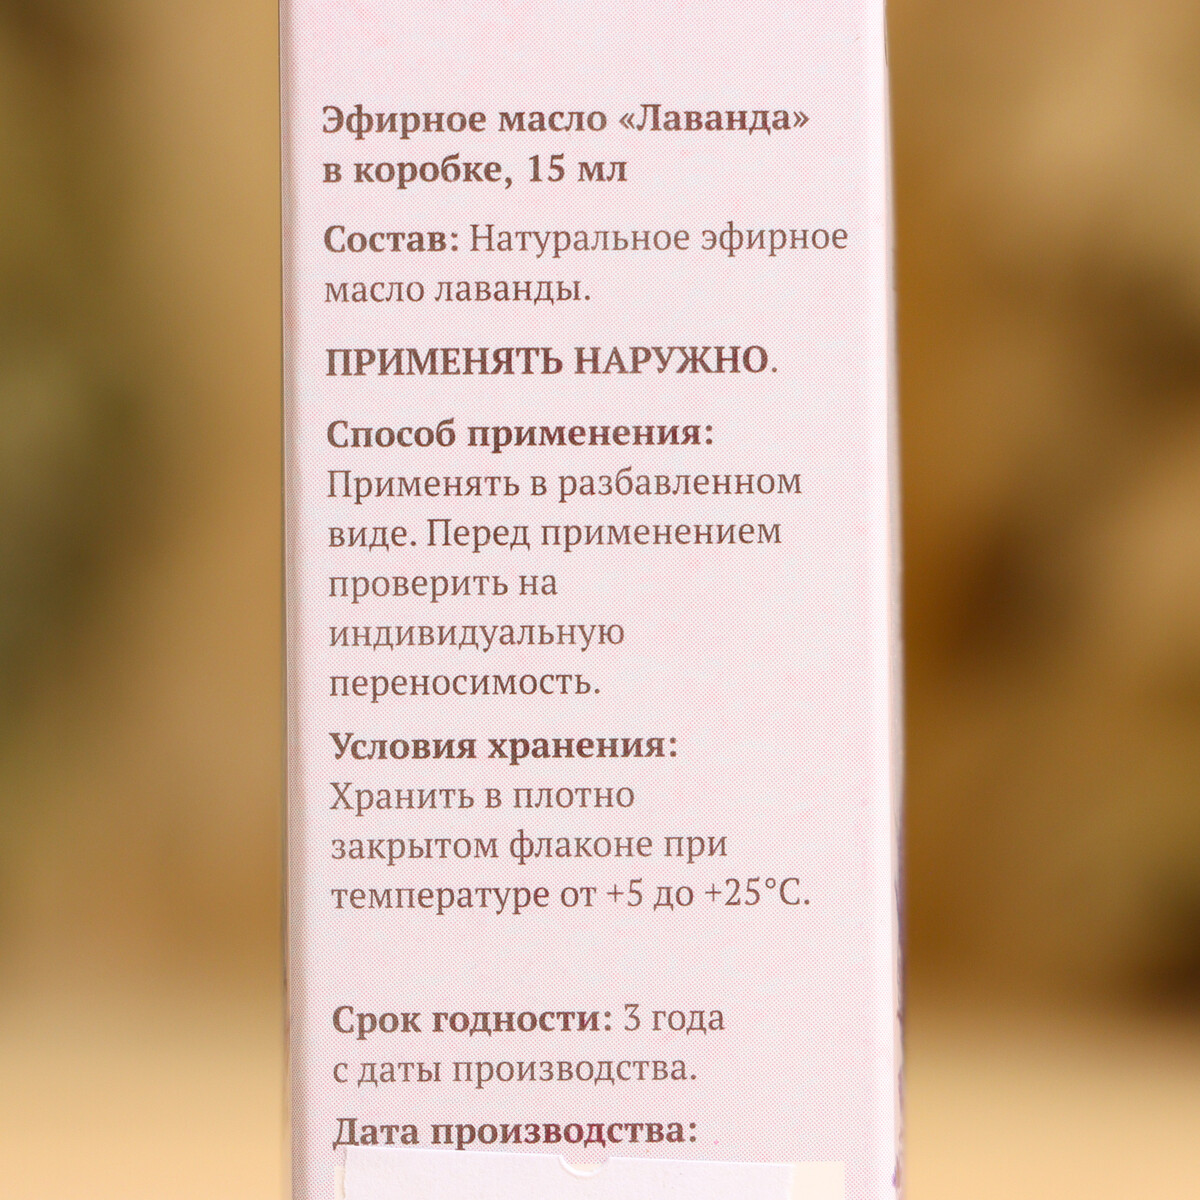 Эфирное масло «Лаванда»
в коробке, 15 мл
Состав: Натуральное эфирное
масло лаванды.
ПРИМЕНЯТЬ НАРУЖНО.
Способ применения:
Применять в разбавленном
виде. Перед применением
проверить на
индивидуальную
переносимость.
Условия хранения:
Хранить в плотно
закрытом флаконе при
температуре от +5 до +25°С.
Срок годности: 3 года
с даты производства.
Дата производства: